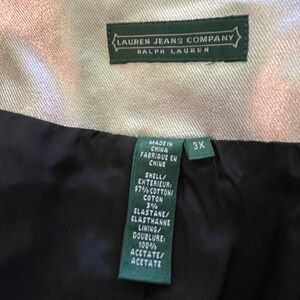 LAUREN JEANS COMPANY
RALPH LAUREN
3X
MADE IN
CHINA
FABRIQUE EN
CHINE
SHELL/
EXTERIEUR:
97% COTTON/
COTON
3%
ELASTANE/
ELASTHANNE
LINING/
DOUBLURE:
100%
ACETATE/
ACETATE